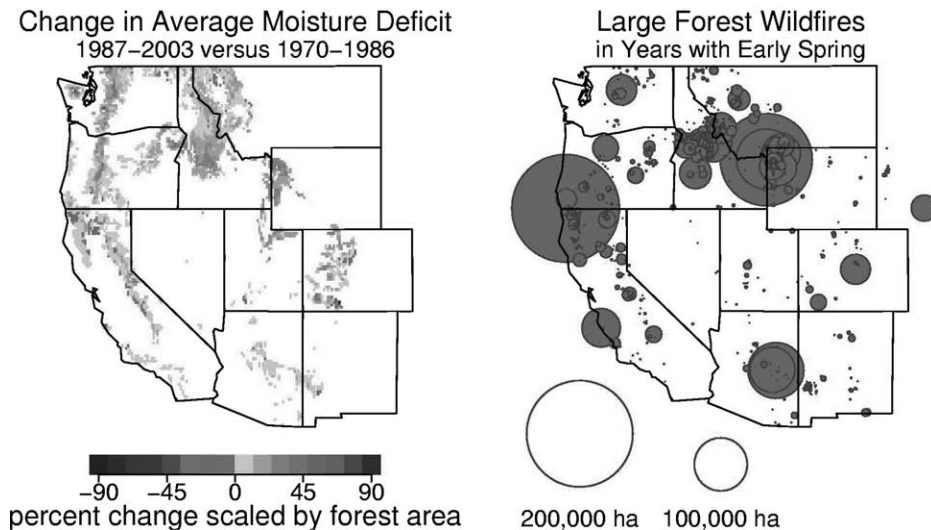 Change in Average Moisture Deficit
1987–2003 versus 1970–1986
Large Forest Wildfires
in Years with Early Spring
−90 −45 0 45 90
percent change scaled by forest area
200,000 ha 100,000 ha